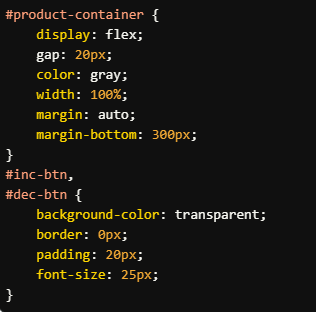 #product-container {
    display: flex;
    gap: 20px;
    color: gray;
    width: 100%;
    margin: auto;
    margin-bottom: 300px;
}
#inc-btn,
#dec-btn {
    background-color: transparent;
    border: 0px;
    padding: 20px;
    font-size: 25px;
}